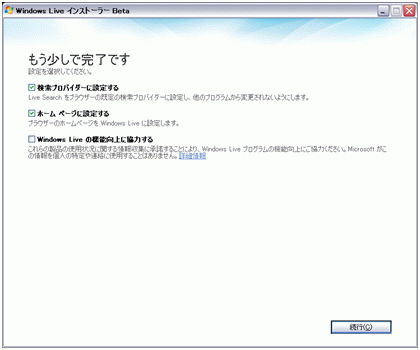 Windows Live インストーラー Beta
もう少しで完了です
設定を選択してください。
検索プロバイダーに設定する
Live Search をブラウザーの既定の検索プロバイダーに設定し、他のプログラムから変更されないようにします。
ホーム ページに設定する
ブラウザーのホームページを Windows Live に設定します。
Windows Live の機能向上に協力する
これらの製品の使用状況に関する情報収集に承諾することにより、Windows Live プログラムの機能向上にご協力ください。Microsoft がこ
の情報を個人の特定や連絡に使用することはありません。詳細情報
続行(C)